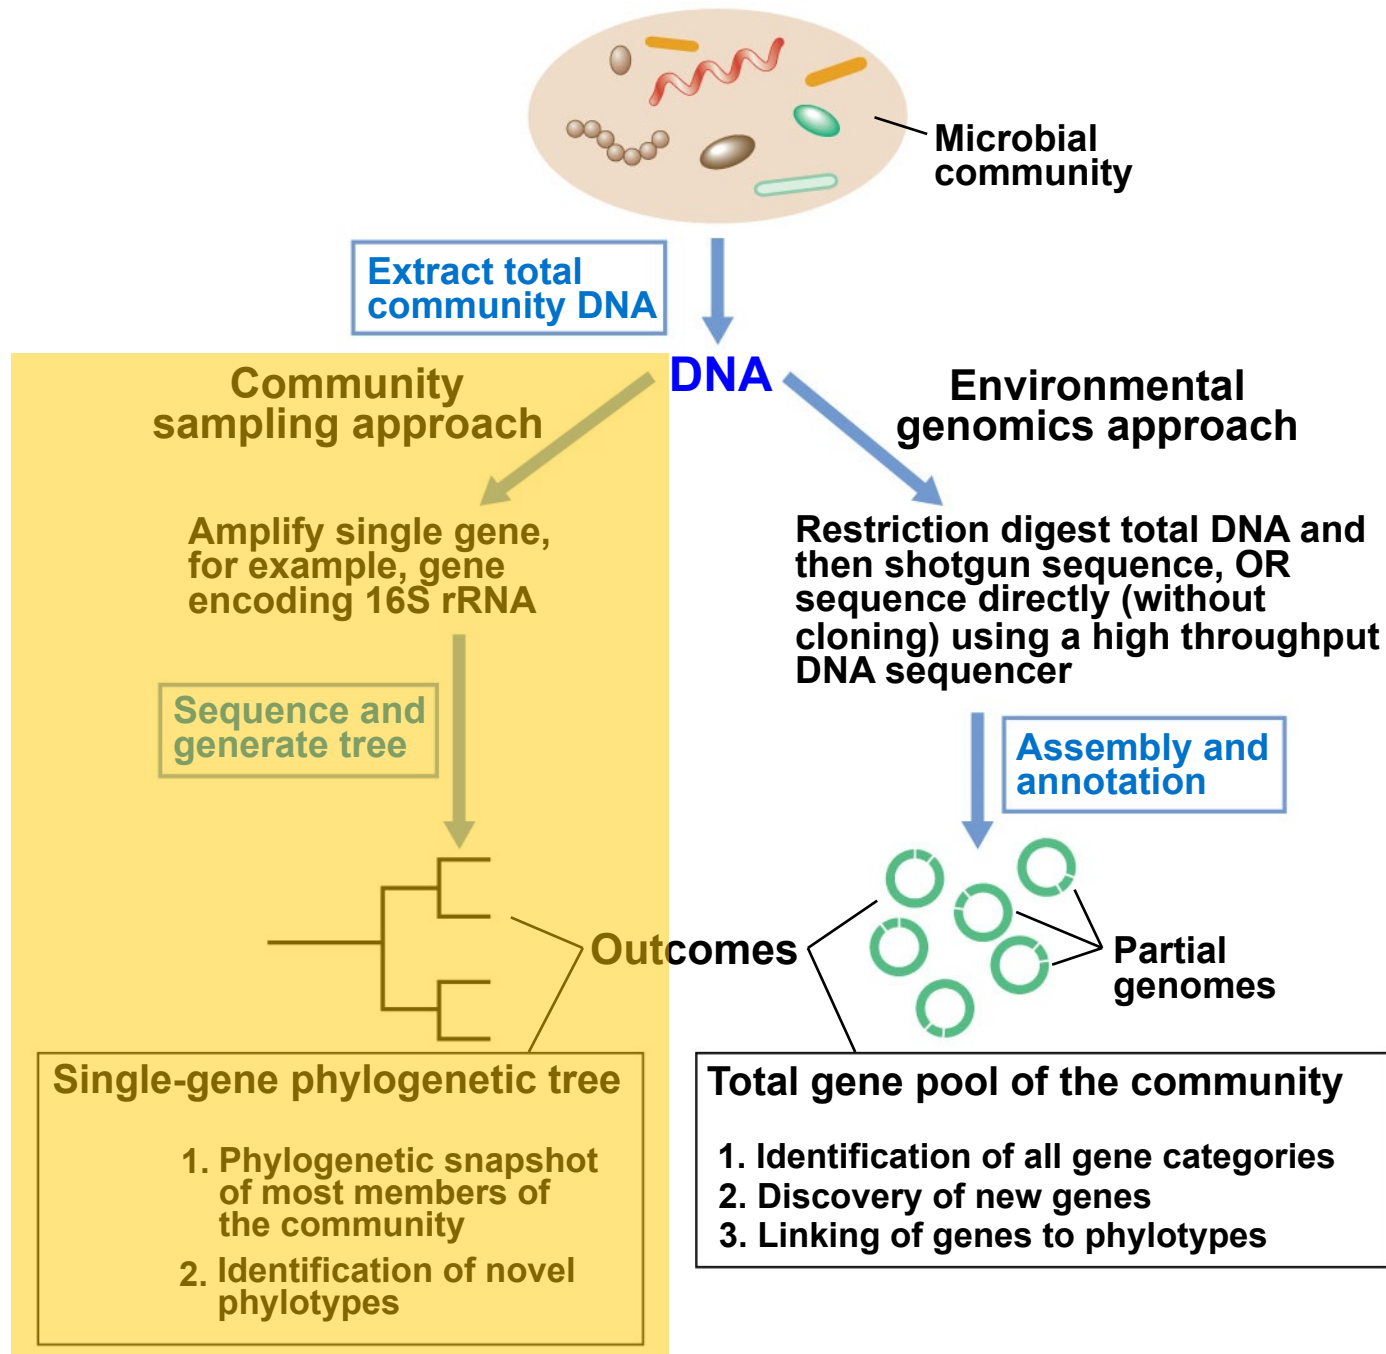 Microbial
community
Extract total
community DNA
DNA
Community
sampling approach
Environmental
genomics approach
Amplify single gene,
for example, gene
encoding 16S rRNA
Restriction digest total DNA and
then shotgun sequence, OR
sequence directly (without
cloning) using a high throughput
DNA sequencer
Sequence and
generate tree
Assembly and
annotation
Outcomes
Partial
genomes
Single-gene phylogenetic tree
1. Phylogenetic snapshot
of most members of
the community
2. Identification of novel
phylotypes
Total gene pool of the community
1. Identification of all gene categories
2. Discovery of new genes
3. Linking of genes to phylotypes